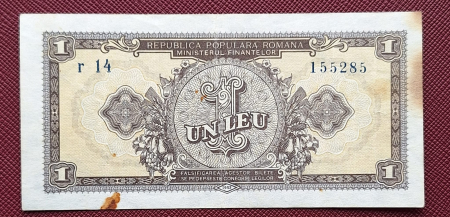 1 REPUBLICA POPULARA ROMANA 1
MINISTERUL FINANTELOR
r 14 155285
1
UN LEU
FALSIFICAREA ACESTOR BILETE
SE PEDEPSESTE CONFORM LEGILOR
1 1